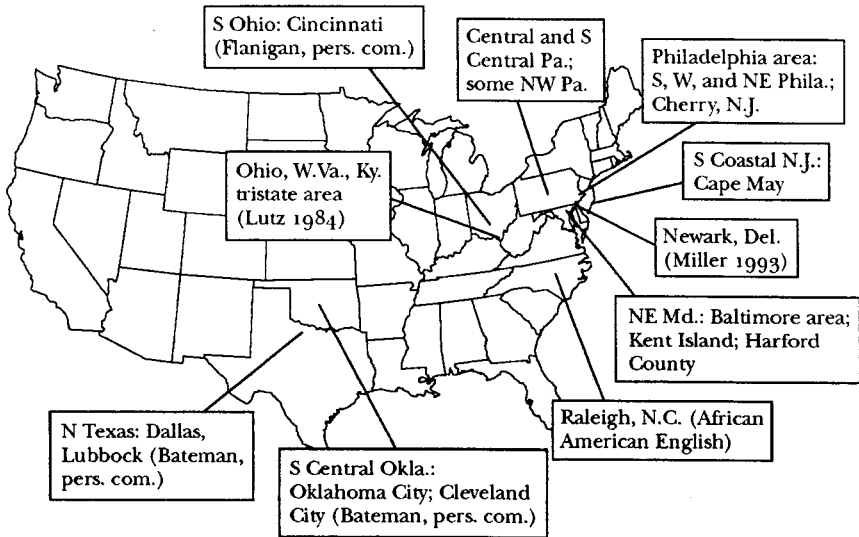 S Ohio: Cincinnati
(Flanigan, pers. com.)
Central and S
Central Pa.;
some NW Pa.
Philadelphia area:
S, W, and NE Phila.;
Cherry, N.J.
Ohio, W.Va., Ky.
tristate area
(Lutz 1984)
S Coastal N.J.:
Cape May
Newark, Del.
(Miller 1993)
NE Md.: Baltimore area;
Kent Island; Harford
County
Raleigh, N.C. (African
American English)
N Texas: Dallas,
Lubbock (Bateman,
pers. com.)
S Central Okla.:
Oklahoma City; Cleveland
City (Bateman, pers. com.)